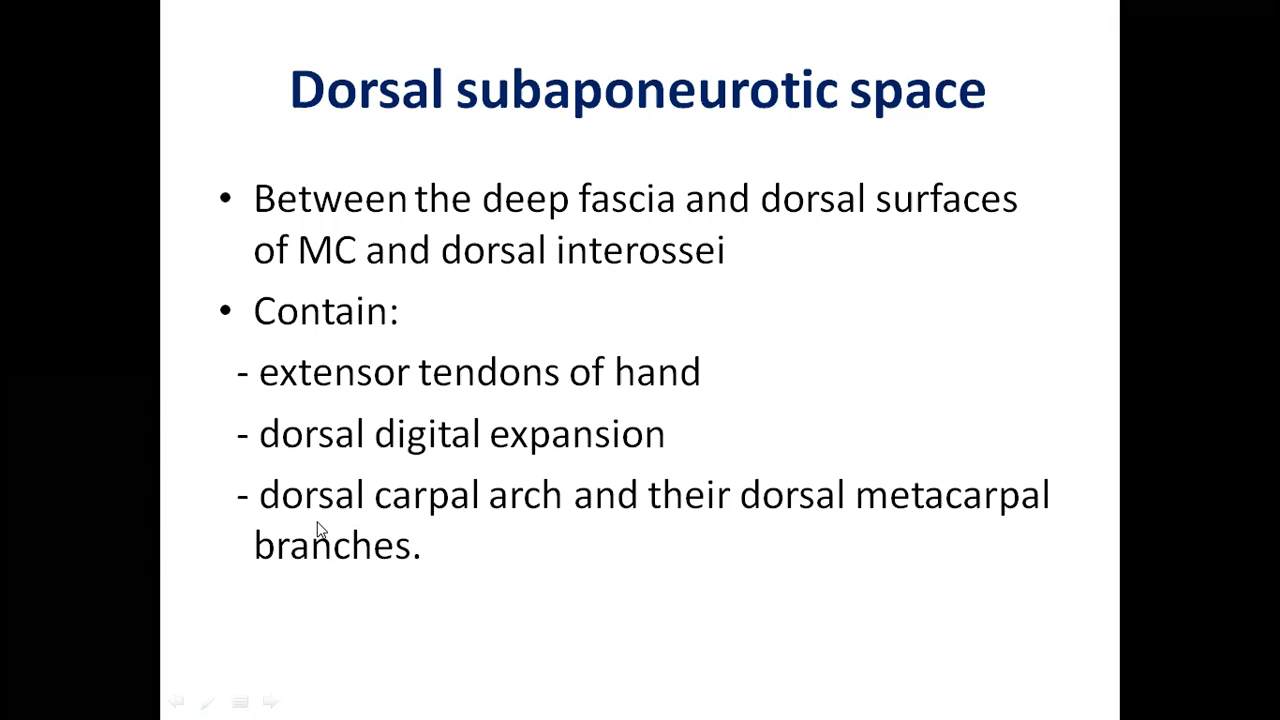 Dorsal subaponeurotic space
• Between the deep fascia and dorsal surfaces
of MC and dorsal interossei
• Contain:
- extensor tendons of hand
- dorsal digital expansion
- dorsal carpal arch and their dorsal metacarpal
branches.